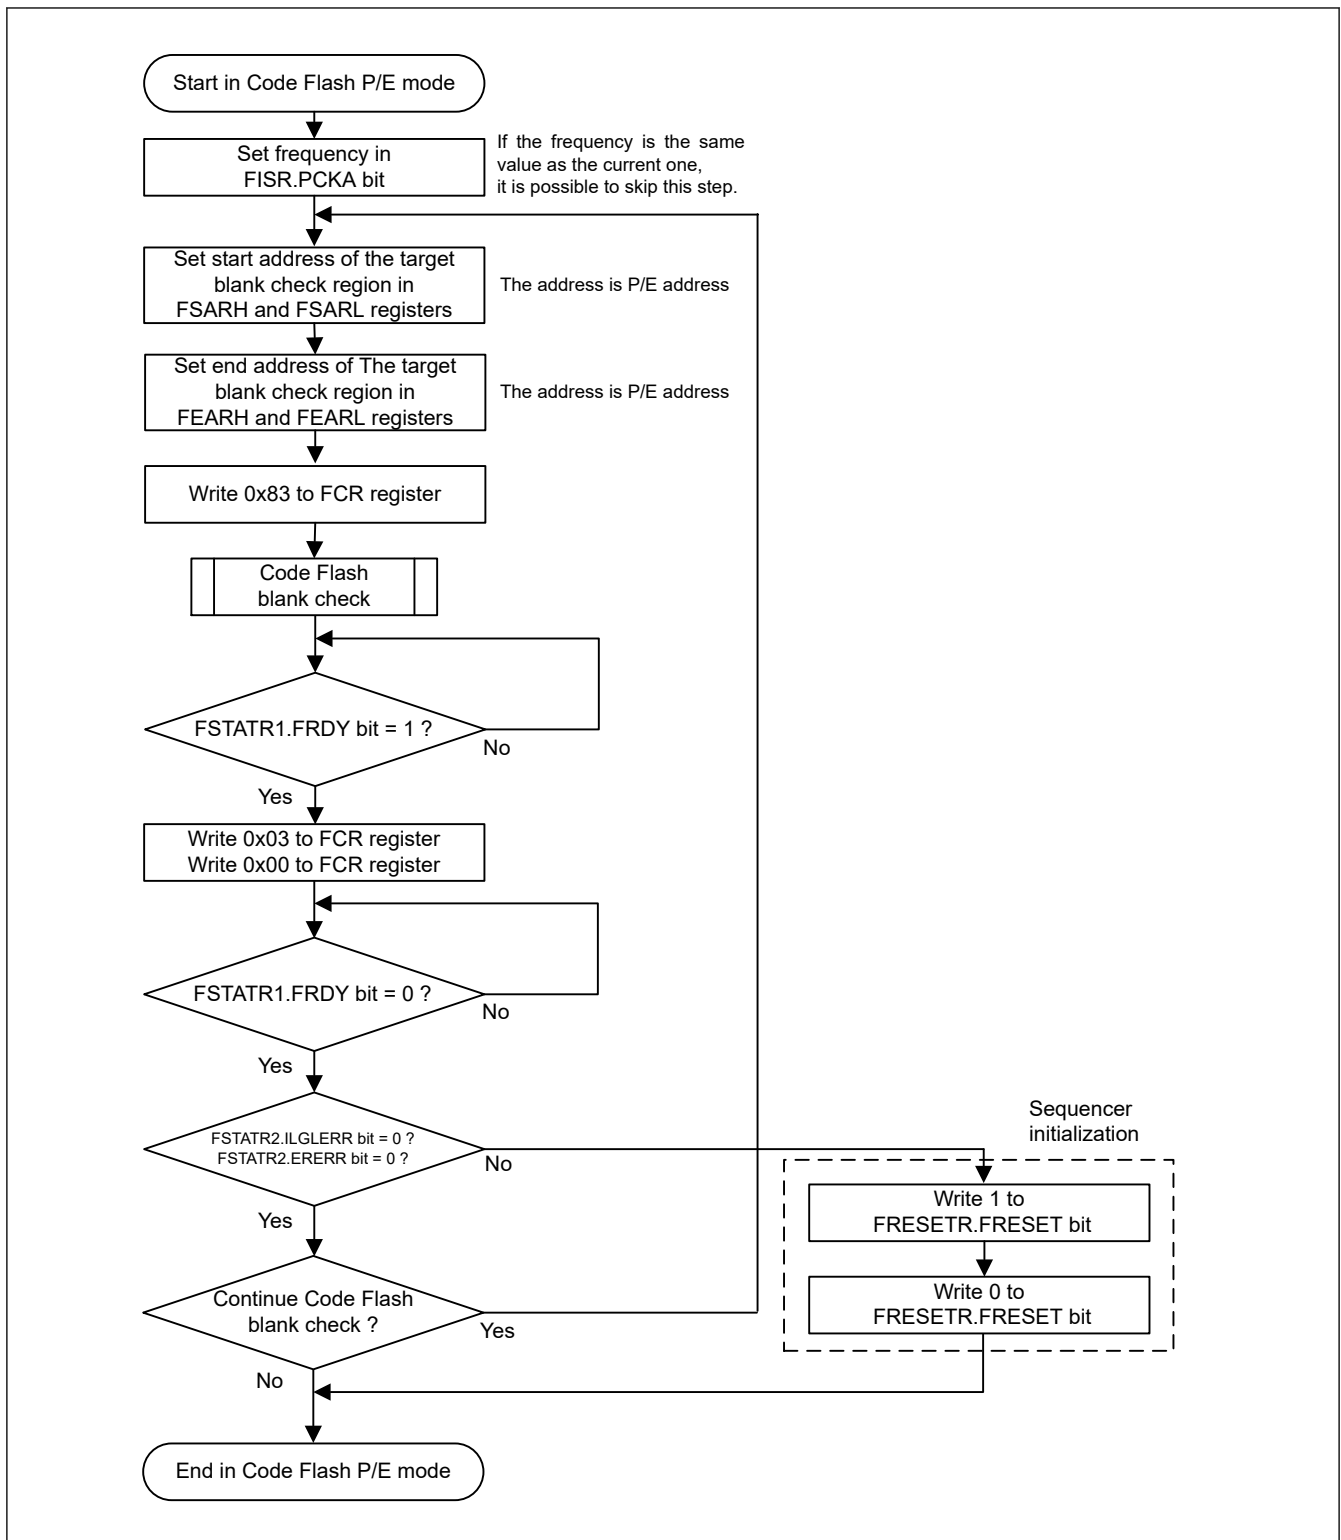 Start in Code Flash P/E mode
Set frequency in
FISR.PCKA bit
If the frequency is the same
value as the current one,
it is possible to skip this step.
Set start address of the target
blank check region in
FSARH and FSARL registers
The address is P/E address
Set end address of The target
blank check region in
FEARH and FEARL registers
The address is P/E address
Write 0x83 to FCR register
Code Flash
blank check
FSTATR1.FRDY bit = 1 ?
No
Yes
Write 0x03 to FCR register
Write 0x00 to FCR register
FSTATR1.FRDY bit = 0 ?
No
Yes
FSTATR2.ILGLERR bit = 0 ?
FSTATR2.ERERR bit = 0 ?
No
Yes
Sequencer
initialization
Write 1 to
FRESETR.FRESET bit
Write 0 to
FRESETR.FRESET bit
Continue Code Flash
blank check ?
Yes
No
End in Code Flash P/E mode